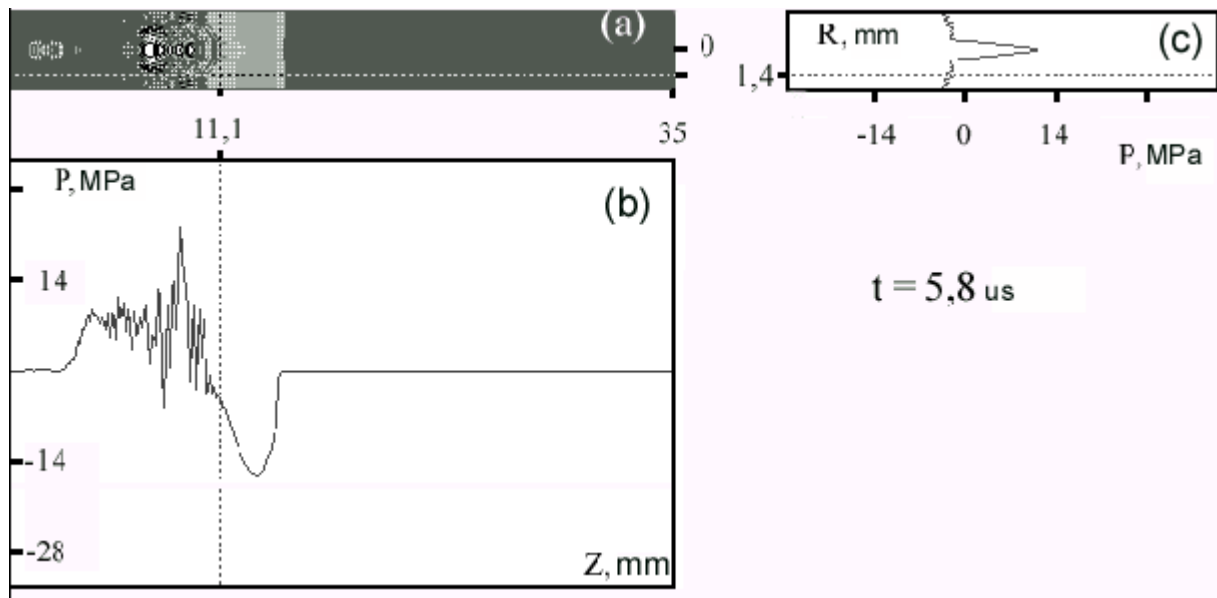 (a)
0
1,4
11,1
35
R, mm
(c)
-14 0 14
P, MPa
P, MPa
(b)
14
-14
-28
Z, mm
t = 5,8 us